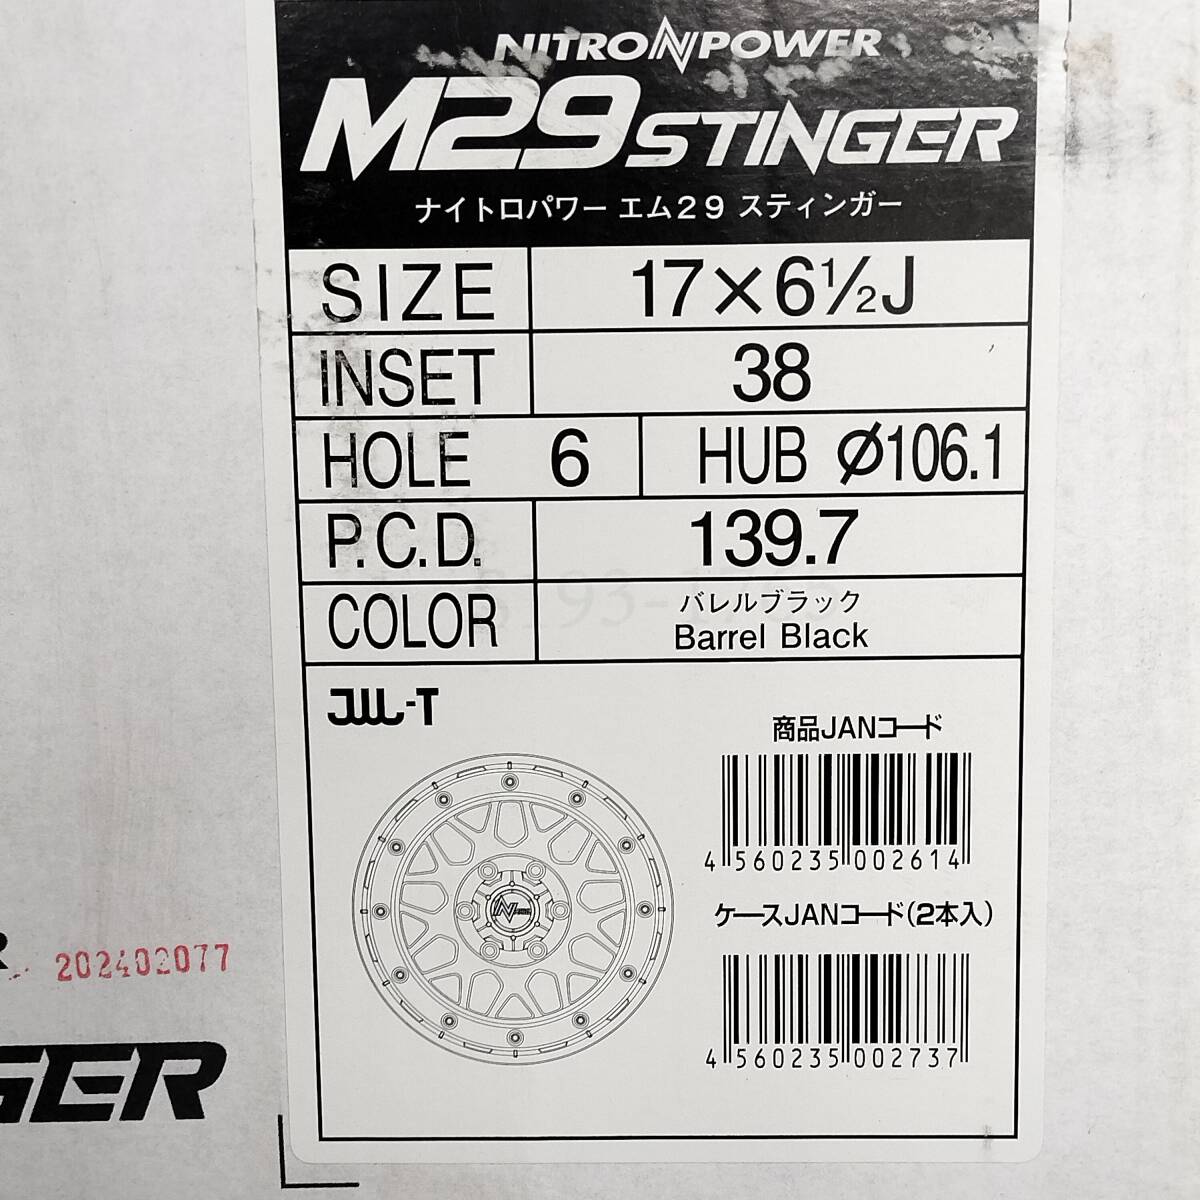 NITRO POWER
M29 STINGER
ナイトロパワー エム29 スティンガー
SIZE 17×6½J
INSET 38
HOLE 6 HUB Ø106.1
P.C.D. 139.7
COLOR バレルブラック
Barrel Black
JWL-T
商品JANコード
4 560235 002614
ケースJANコード(2本入)
4 560235 002737
R
202402077
GER